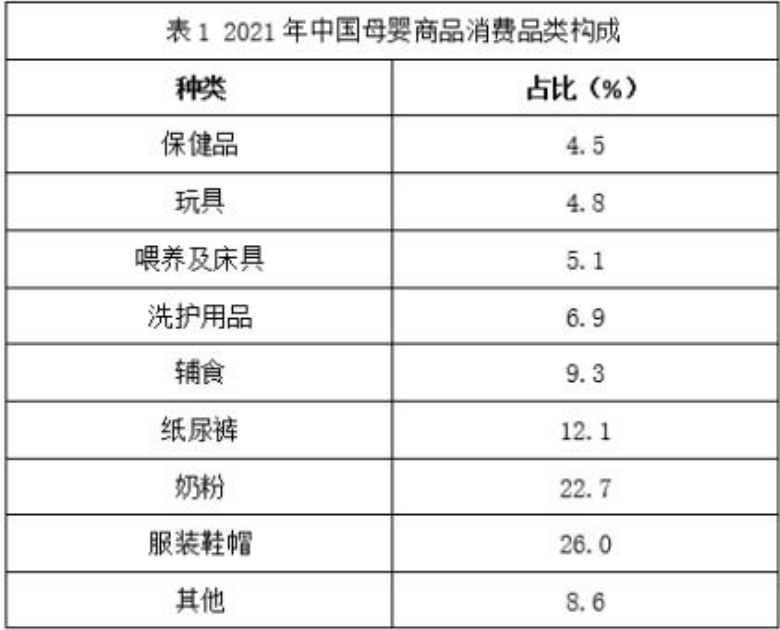 表1 2021年中国母婴商品消费品类构成
种类 占比（%）
保健品 4.5
玩具 4.8
喂养及床具 5.1
洗护用品 6.9
辅食 9.3
纸尿裤 12.1
奶粉 22.7
服装鞋帽 26.0
其他 8.6